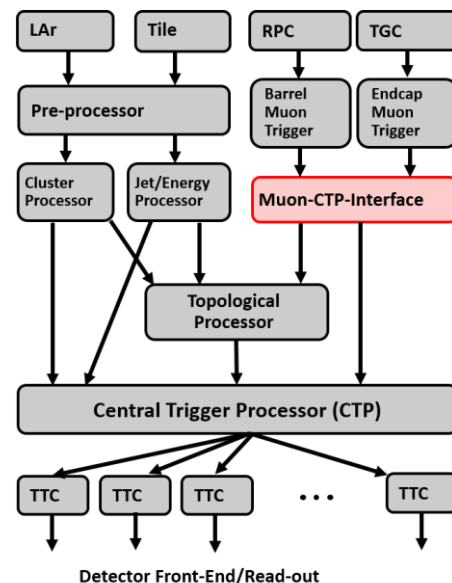 LAr
Tile
RPC
TGC
Pre-processor
Barrel
Muon
Trigger
Endcap
Muon
Trigger
Cluster
Processor
Jet/Energy
Processor
Muon-CTP-Interface
Topological
Processor
Central Trigger Processor (CTP)
TTC
TTC
TTC
...
TTC
Detector Front-End/Read-out